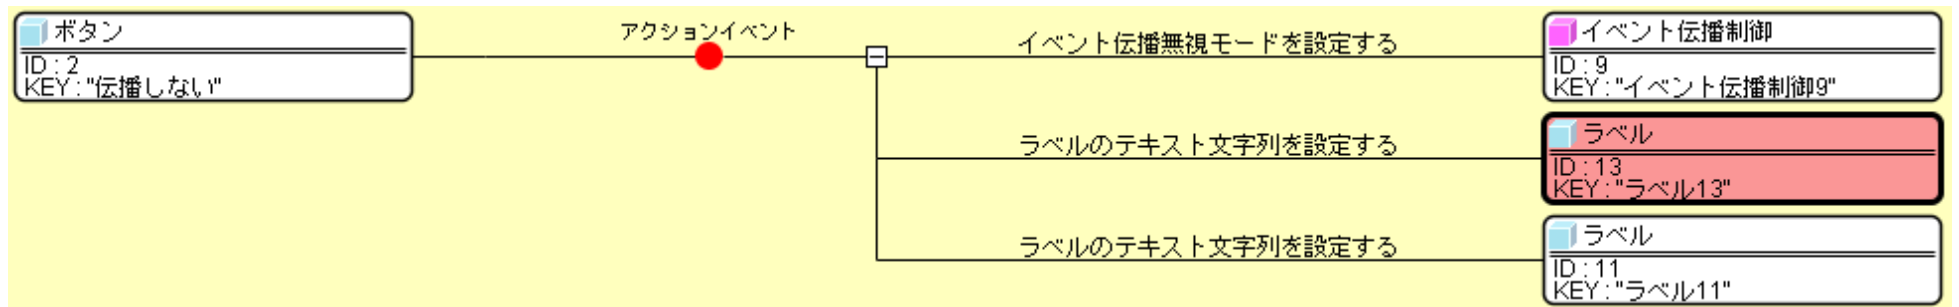 ボタン
ID : 2
KEY : "伝播しない"
アクションイベント
イベント伝播無視モードを設定する
イベント伝播制御
ID : 9
KEY : "イベント伝播制御9"
ラベルのテキスト文字列を設定する
ラベル
ID : 13
KEY : "ラベル13"
ラベルのテキスト文字列を設定する
ラベル
ID : 11
KEY : "ラベル11"